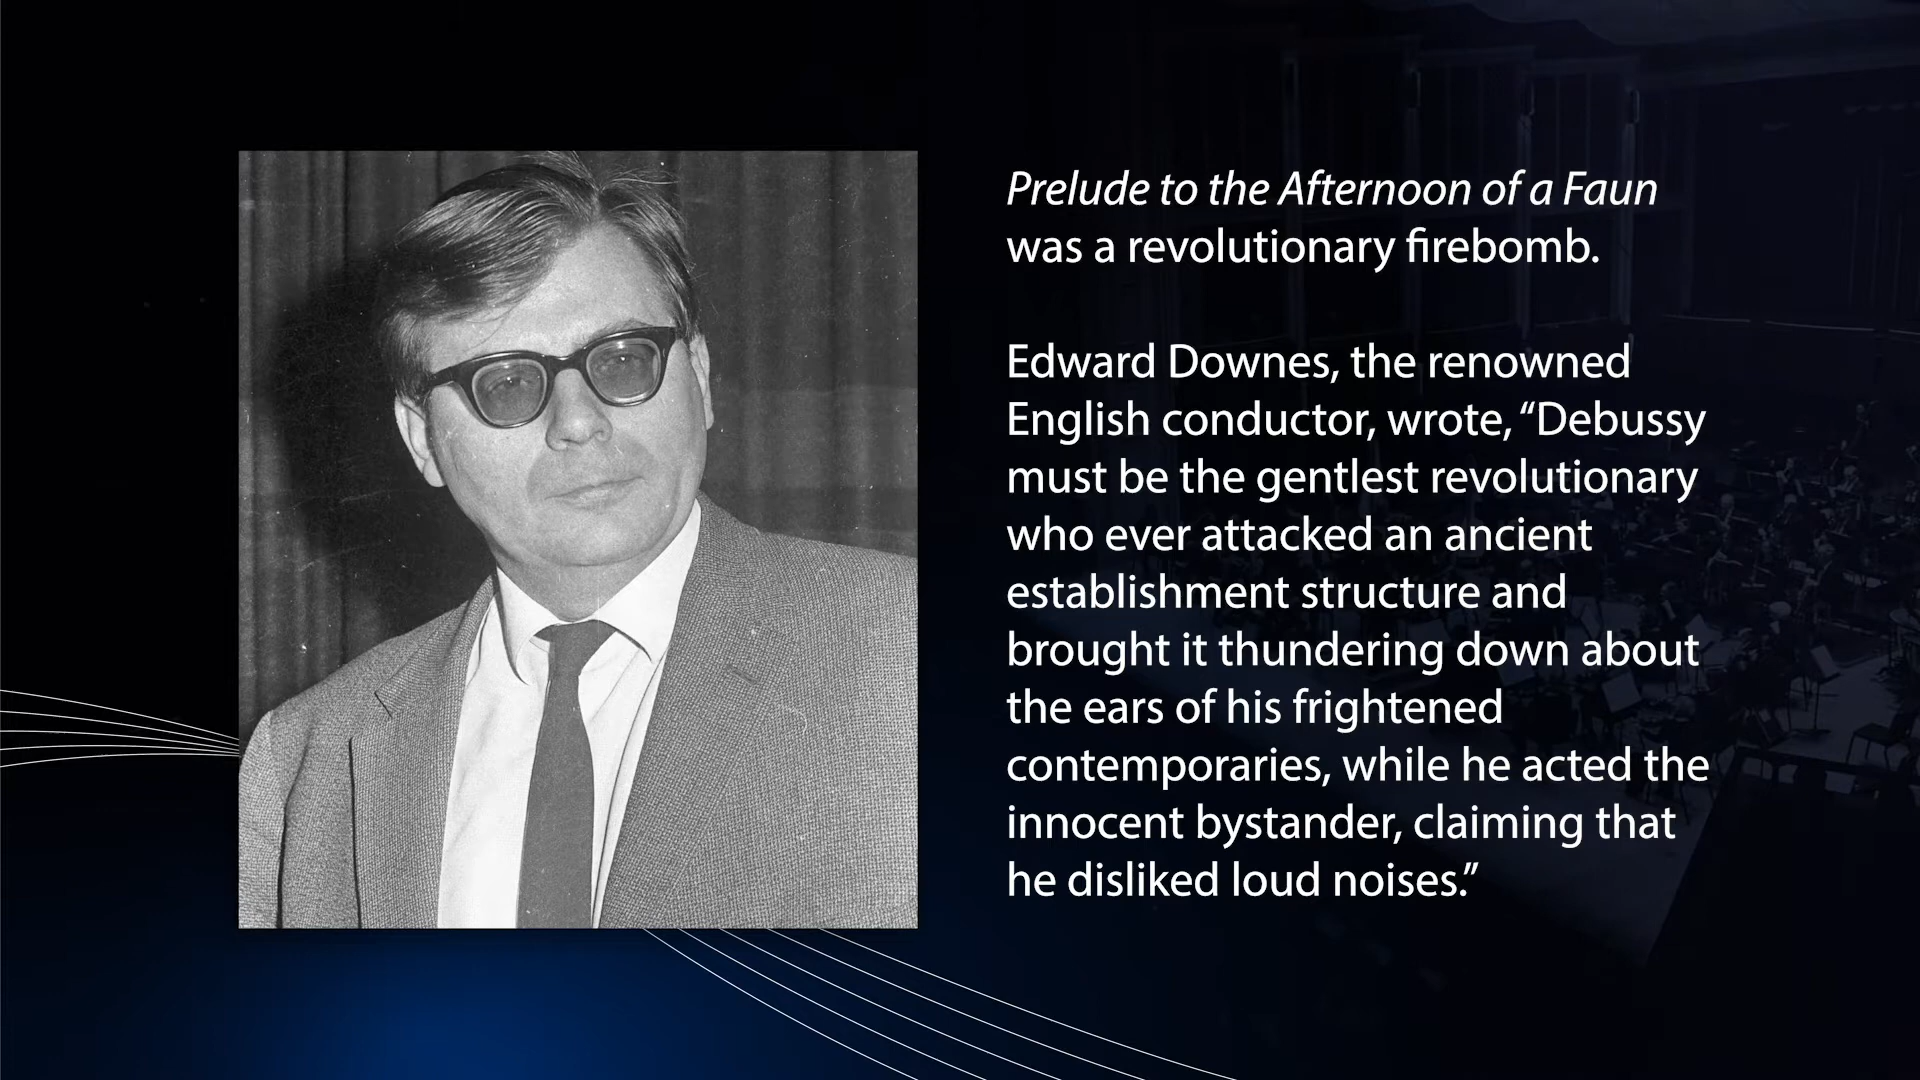 Prelude to the Afternoon of a Faun
was a revolutionary firebomb.
Edward Downes, the renowned
English conductor, wrote, “Debussy
must be the gentlest revolutionary
who ever attacked an ancient
establishment structure and
brought it thundering down about
the ears of his frightened
contemporaries, while he acted the
innocent bystander, claiming that
he disliked loud noises.”